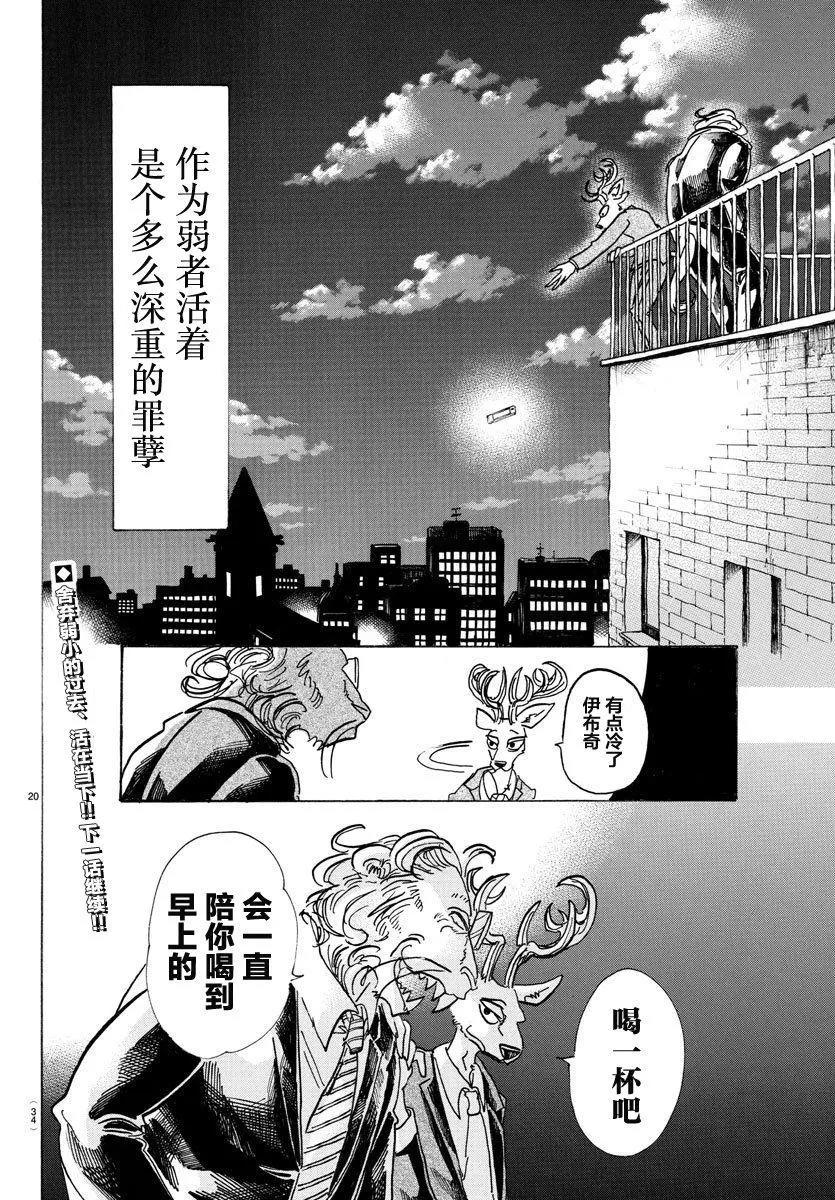 作为弱者活着
是个多么深重的罪孽
有点冷了
伊布奇
喝一杯吧
会一直
陪你喝到
早上的
◆舍弃弱小的过去、活在当下!!下一话继续!!
20
(34)